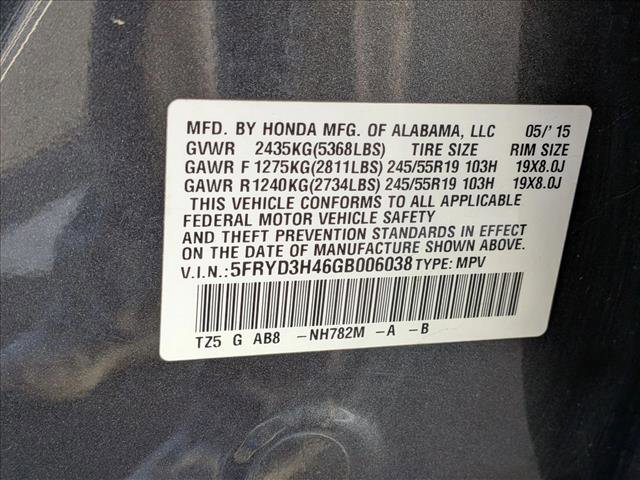 MFD. BY HONDA MFG. OF ALABAMA, LLC 05/'15
GVWR 2435KG(5368LBS) TIRE SIZE RIM SIZE
GAWR F 1275KG(2811LBS) 245/55R19 103H 19X8.0J
GAWR R1240KG(2734LBS) 245/55R19 103H 19X8.0J
THIS VEHICLE CONFORMS TO ALL APPLICABLE
FEDERAL MOTOR VEHICLE SAFETY
AND THEFT PREVENTION STANDARDS IN EFFECT
ON THE DATE OF MANUFACTURE SHOWN ABOVE.
V.I.N.:5FRYD3H46GB006038 TYPE: MPV
TZ5 G AB8 -NH782M -A -B